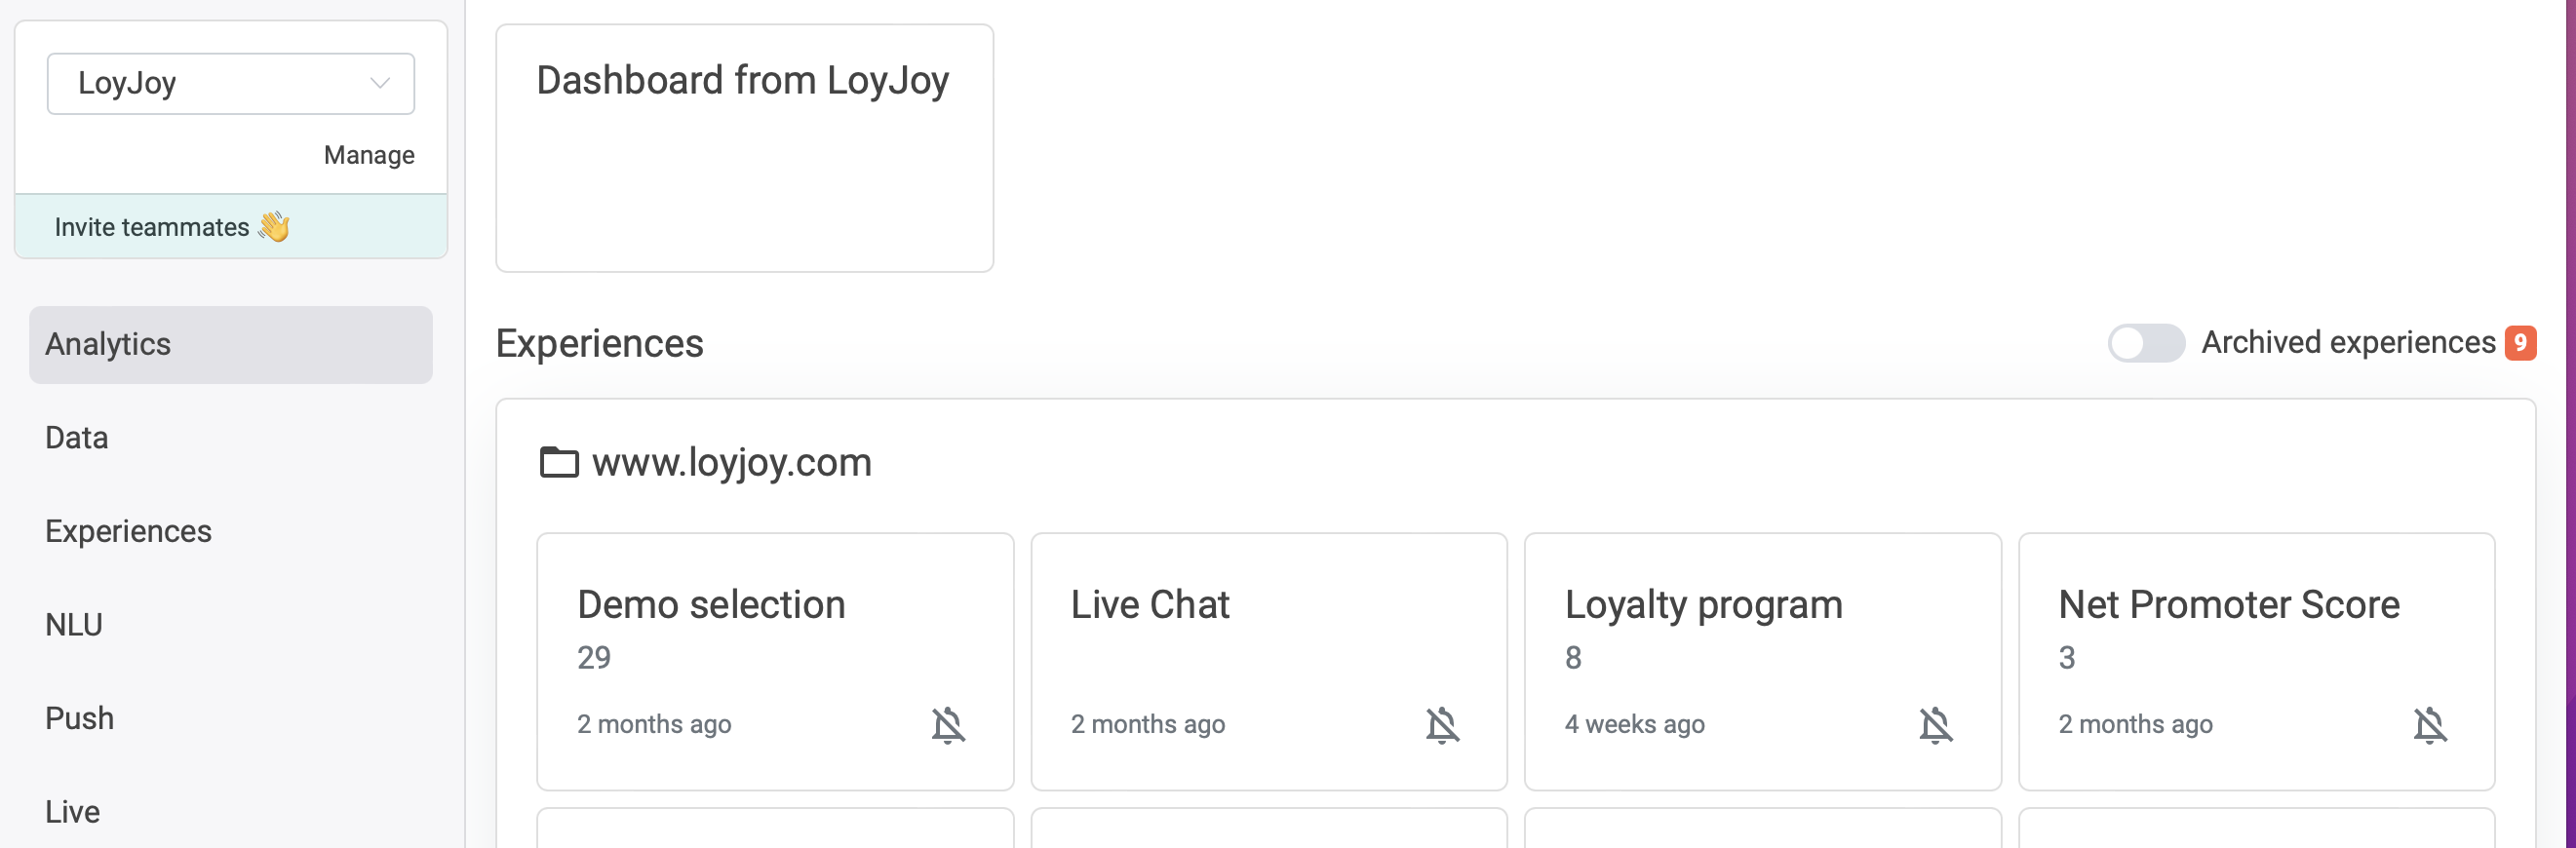 LoyJoy
Manage
Invite teammates 👋
Analytics
Data
Experiences
NLU
Push
Live
Dashboard from LoyJoy
Experiences
Archived experiences 9
www.loyjoy.com
Demo selection
29
2 months ago
Live Chat
2 months ago
Loyalty program
8
4 weeks ago
Net Promoter Score
3
2 months ago